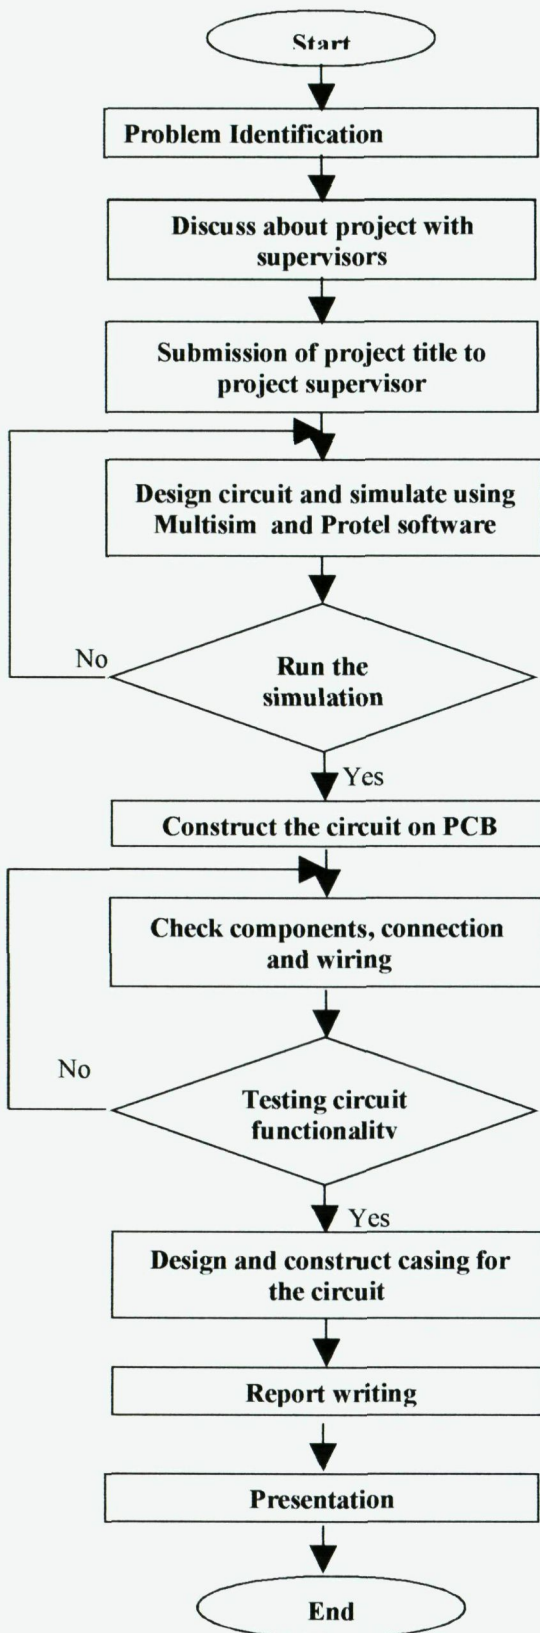 Start
Problem Identification
Discuss about project with
supervisors
Submission of project title to
project supervisor
Design circuit and simulate using
Multisim and Protel software
No
Run the
simulation
Yes
Construct the circuit on PCB
Check components, connection
and wiring
No
Testing circuit
functionality
Yes
Design and construct casing for
the circuit
Report writing
Presentation
End